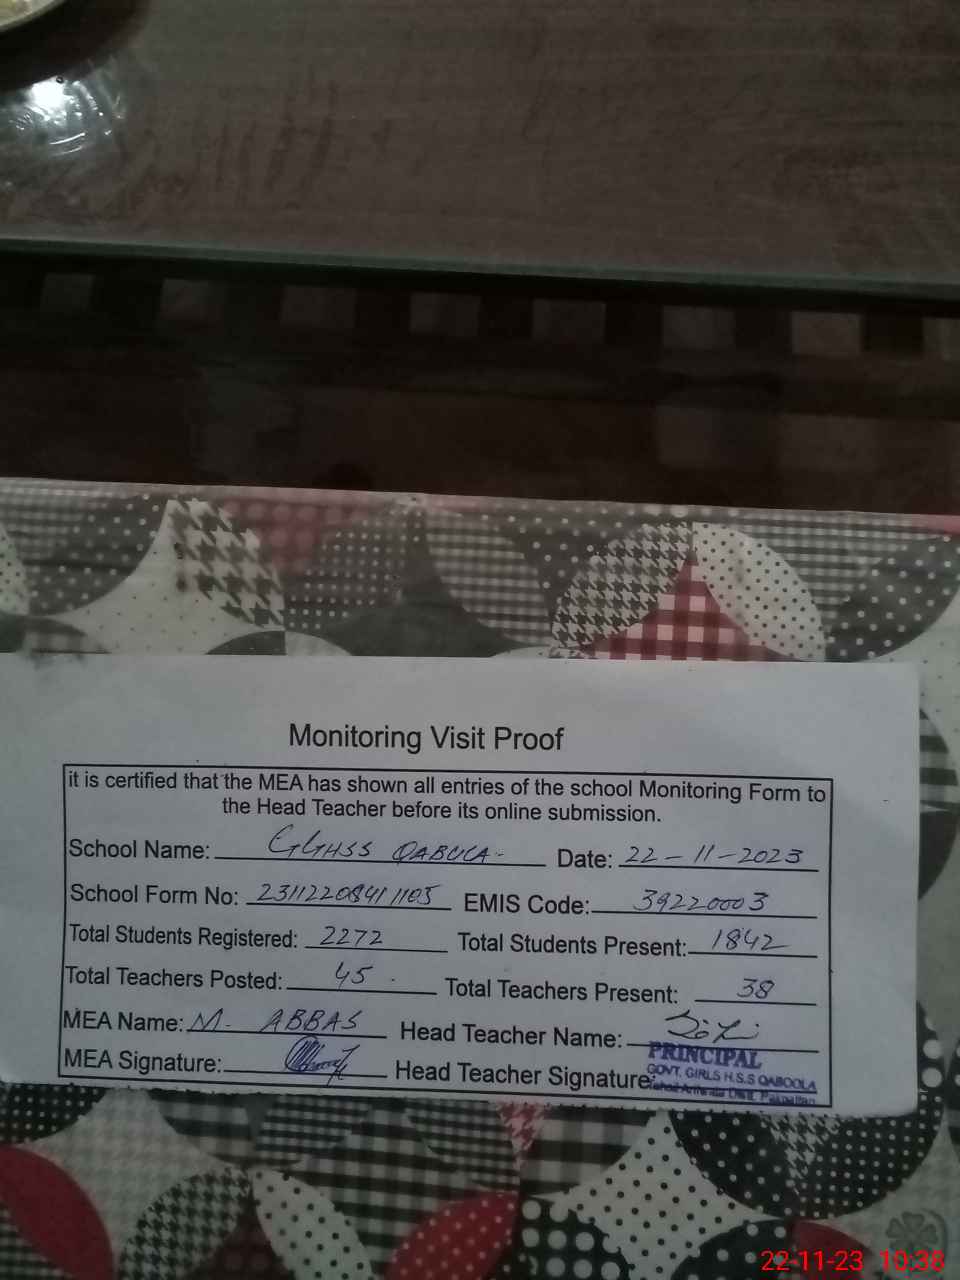 Monitoring Visit Proof
it is certified that the MEA has shown all entries of the school Monitoring Form to
the Head Teacher before its online submission.
School Name: GGHSS QABULA- Date: 22-11-2023
School Form No: 23112208411105 EMIS Code: 39220003
Total Students Registered: 2272 Total Students Present: 1842
Total Teachers Posted: 45 Total Teachers Present: 38
MEA Name: M. ABBAS Head Teacher Name:
MEA Signature: Head Teacher Signature:
PRINCIPAL
GOVT. GIRLS H.S.S QABOOLA
Pakpattan
22-11-23 10:38